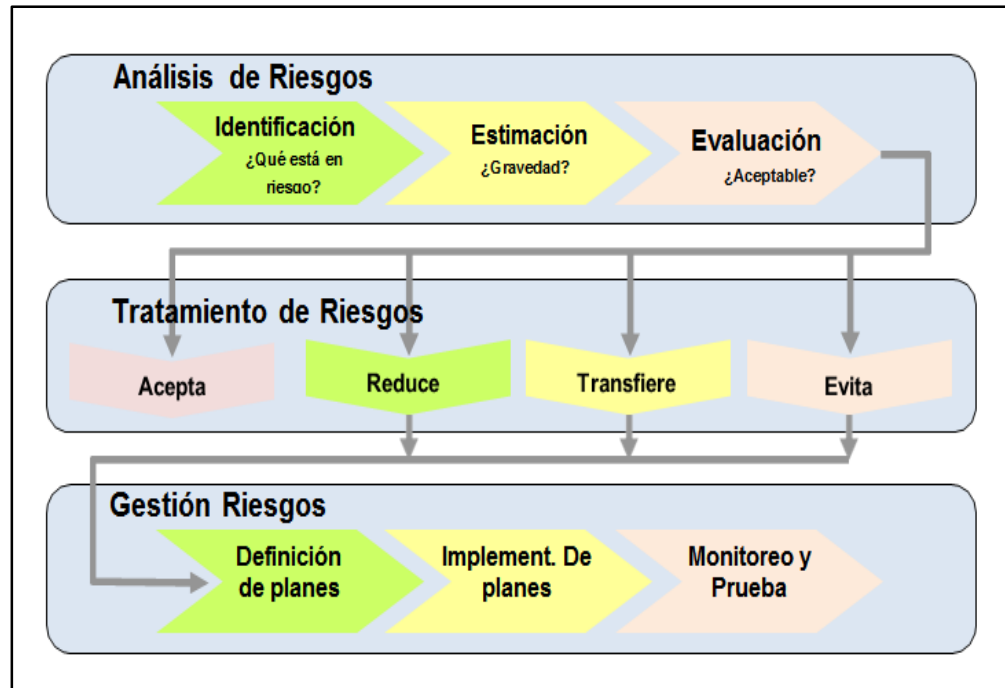 Análisis de Riesgos
Identificación
¿Qué está en
riesgo?
Estimación
¿Gravedad?
Evaluación
¿Aceptable?
Tratamiento de Riesgos
Acepta
Reduce
Transfiere
Evita
Gestión Riesgos
Definición
de planes
Implement. De
planes
Monitoreo y
Prueba